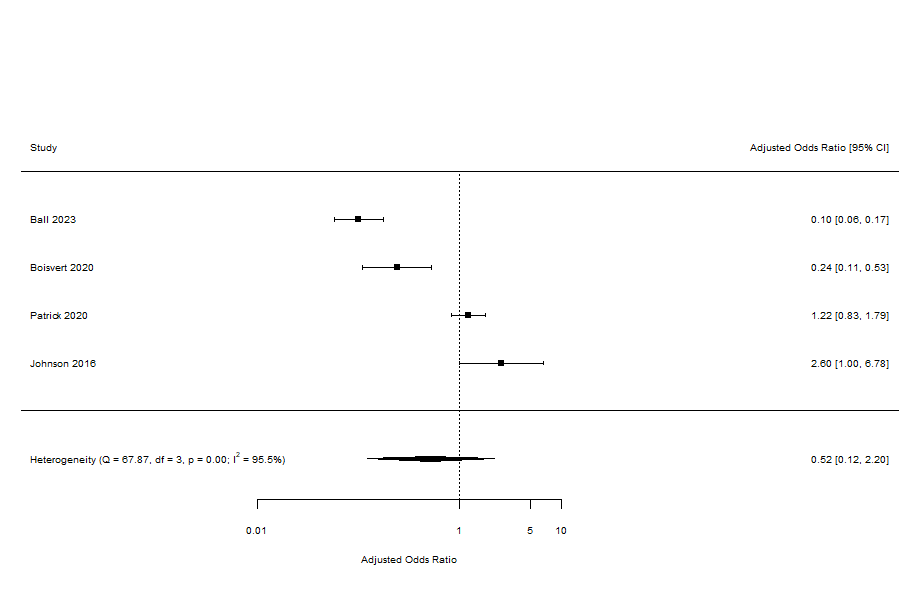 Study Adjusted Odds Ratio [95% CI]
Ball 2023 0.10 [0.06, 0.17]
Boisvert 2020 0.24 [0.11, 0.53]
Patrick 2020 1.22 [0.83, 1.79]
Johnson 2016 2.60 [1.00, 6.78]
Heterogeneity (Q = 67.87, df = 3, p = 0.00; I² = 95.5%) 0.52 [0.12, 2.20]
0.01 1 5 10
Adjusted Odds Ratio